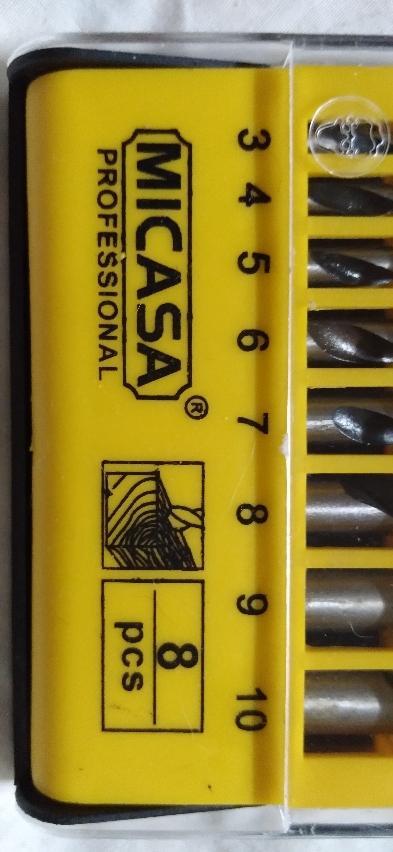 3 4 5 6 7 8 9 10
MICASA®
PROFESSIONAL
8
pcs